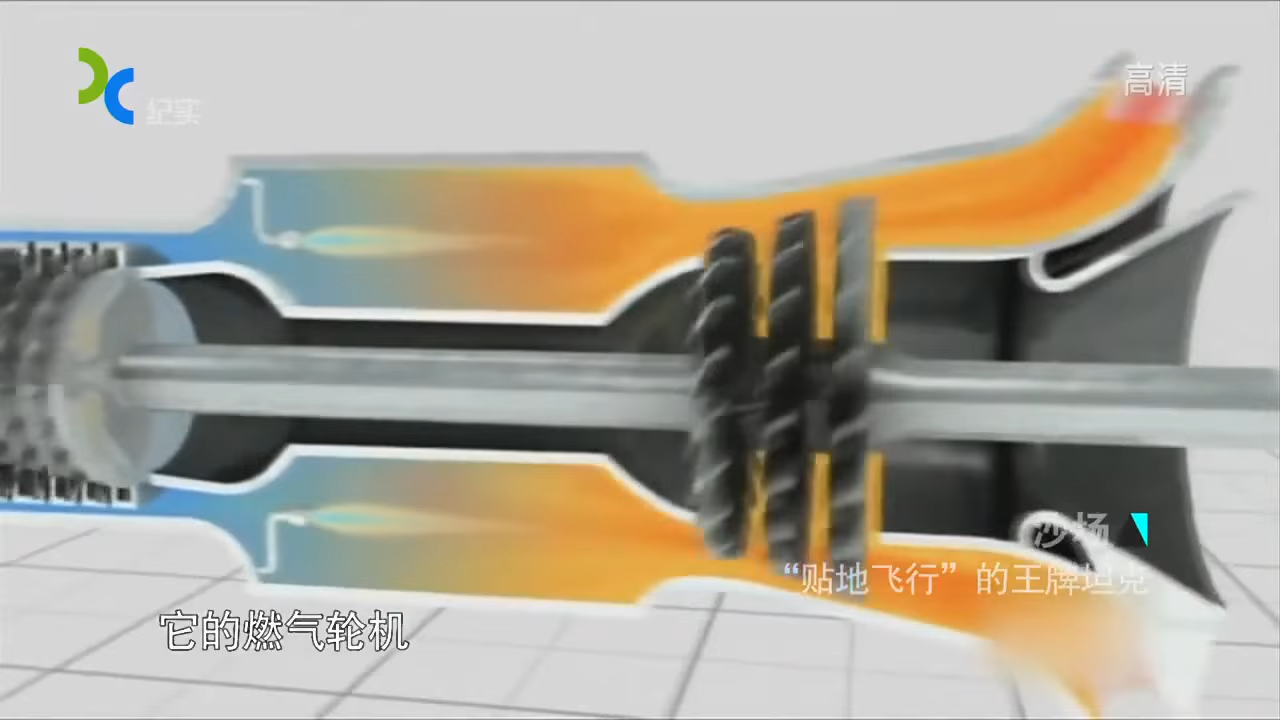 纪实
高清
沙场
“贴地飞行”的王牌坦克
它的燃气轮机